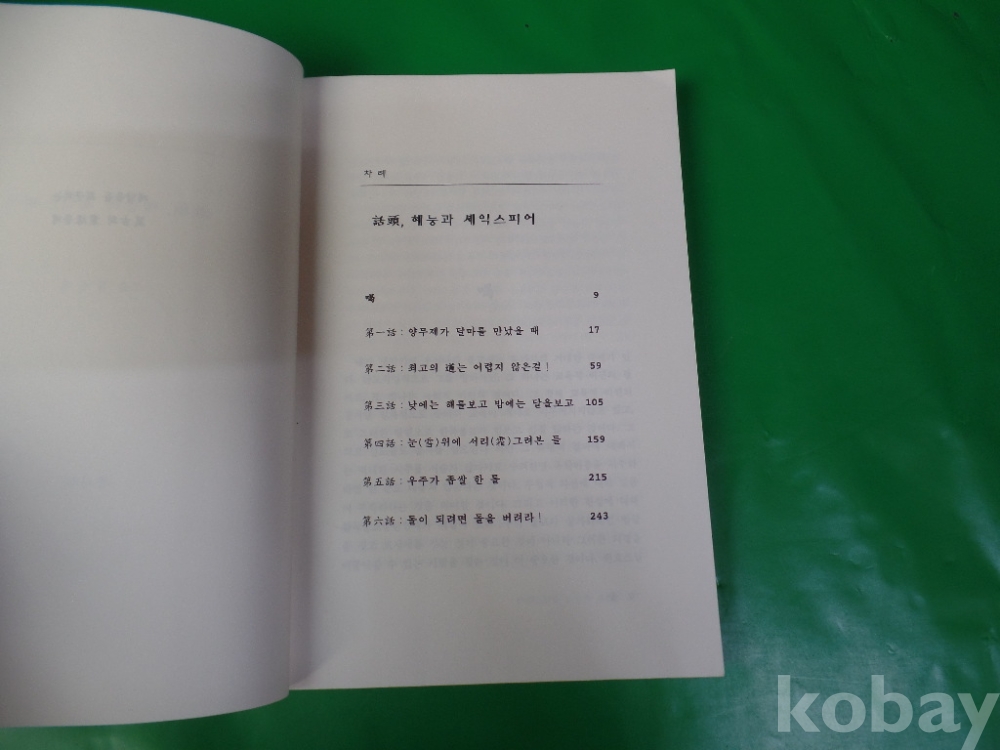 차 례
話頭, 혜능과 셰익스피어
喝 9
第一話 : 양무제가 달마를 만났을 때 17
第二話 : 최고의 道는 어렵지 않은걸! 59
第三話 : 낮에는 해를보고 밤에는 달을보고 105
第四話 : 눈(雪)위에 서리(霜)그려본 들 159
第五話 : 우주가 좁쌀 한 톨 215
第六話 : 돌이 되려면 돌을 버려라! 243
kobay